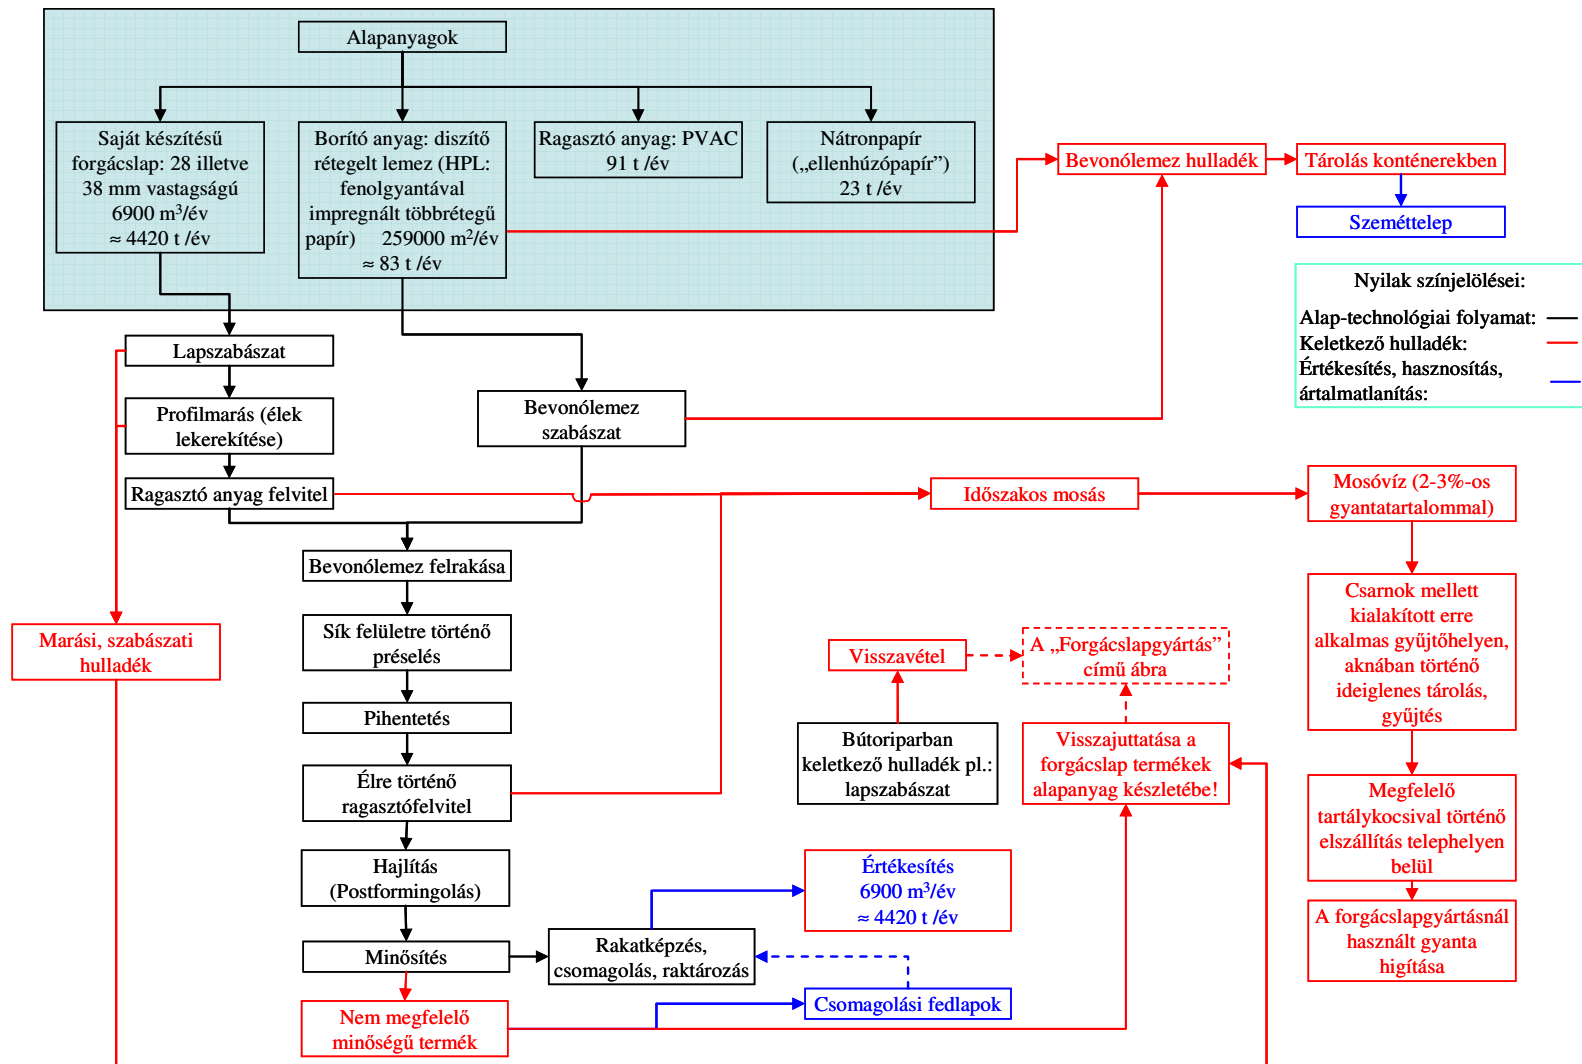 Alapanyagok
Saját készítésű
forgácslap: 28 illetve
38 mm vastagságú
6900 m³/év
≈ 4420 t /év
Borító anyag: diszítő
rétegelt lemez (HPL:
fenolgyantával
impregnált többrétegű
papír) 259000 m²/év
≈ 83 t /év
Ragasztó anyag: PVAC
91 t /év
Nátronpapír
(„ellenhúzópapír”)
23 t /év
Bevonólemez hulladék
Tárolás konténerekben
Szeméttelep
Nyilak színjelölései:
Alap-technológiai folyamat:
Keletkező hulladék:
Értékesítés, hasznosítás,
ártalmatlanítás:
Lapszabászat
Profilmarás (élek
lekerekítése)
Bevonólemez
szabászat
Ragasztó anyag felvitel
Időszakos mosás
Mosóvíz (2-3%-os
gyantatartalommal)
Bevonólemez felrakása
Csarnok mellett
kialakított erre
alkalmas gyűjtőhelyen,
aknában történő
ideiglenes tárolás,
gyűjtés
Marási, szabászati
hulladék
Sík felületre történő
préselés
Visszavétel
A „Forgácslapgyártás”
című ábra
Pihentetés
Bútoriparban
keletkező hulladék pl.:
lapszabászat
Visszajuttatása a
forgácslap termékek
alapanyag készletébe!
Élre történő
ragasztófelvitel
Megfelelő
tartálykocsival történő
elszállítás telephelyen
belül
Hajlítás
(Postformingolás)
Értékesítés
6900 m³/év
≈ 4420 t /év
A forgácslapgyártásnál
használt gyanta
higítása
Minősítés
Rakatképzés,
csomagolás, raktározás
Csomagolási fedlapok
Nem megfelelő
minőségű termék